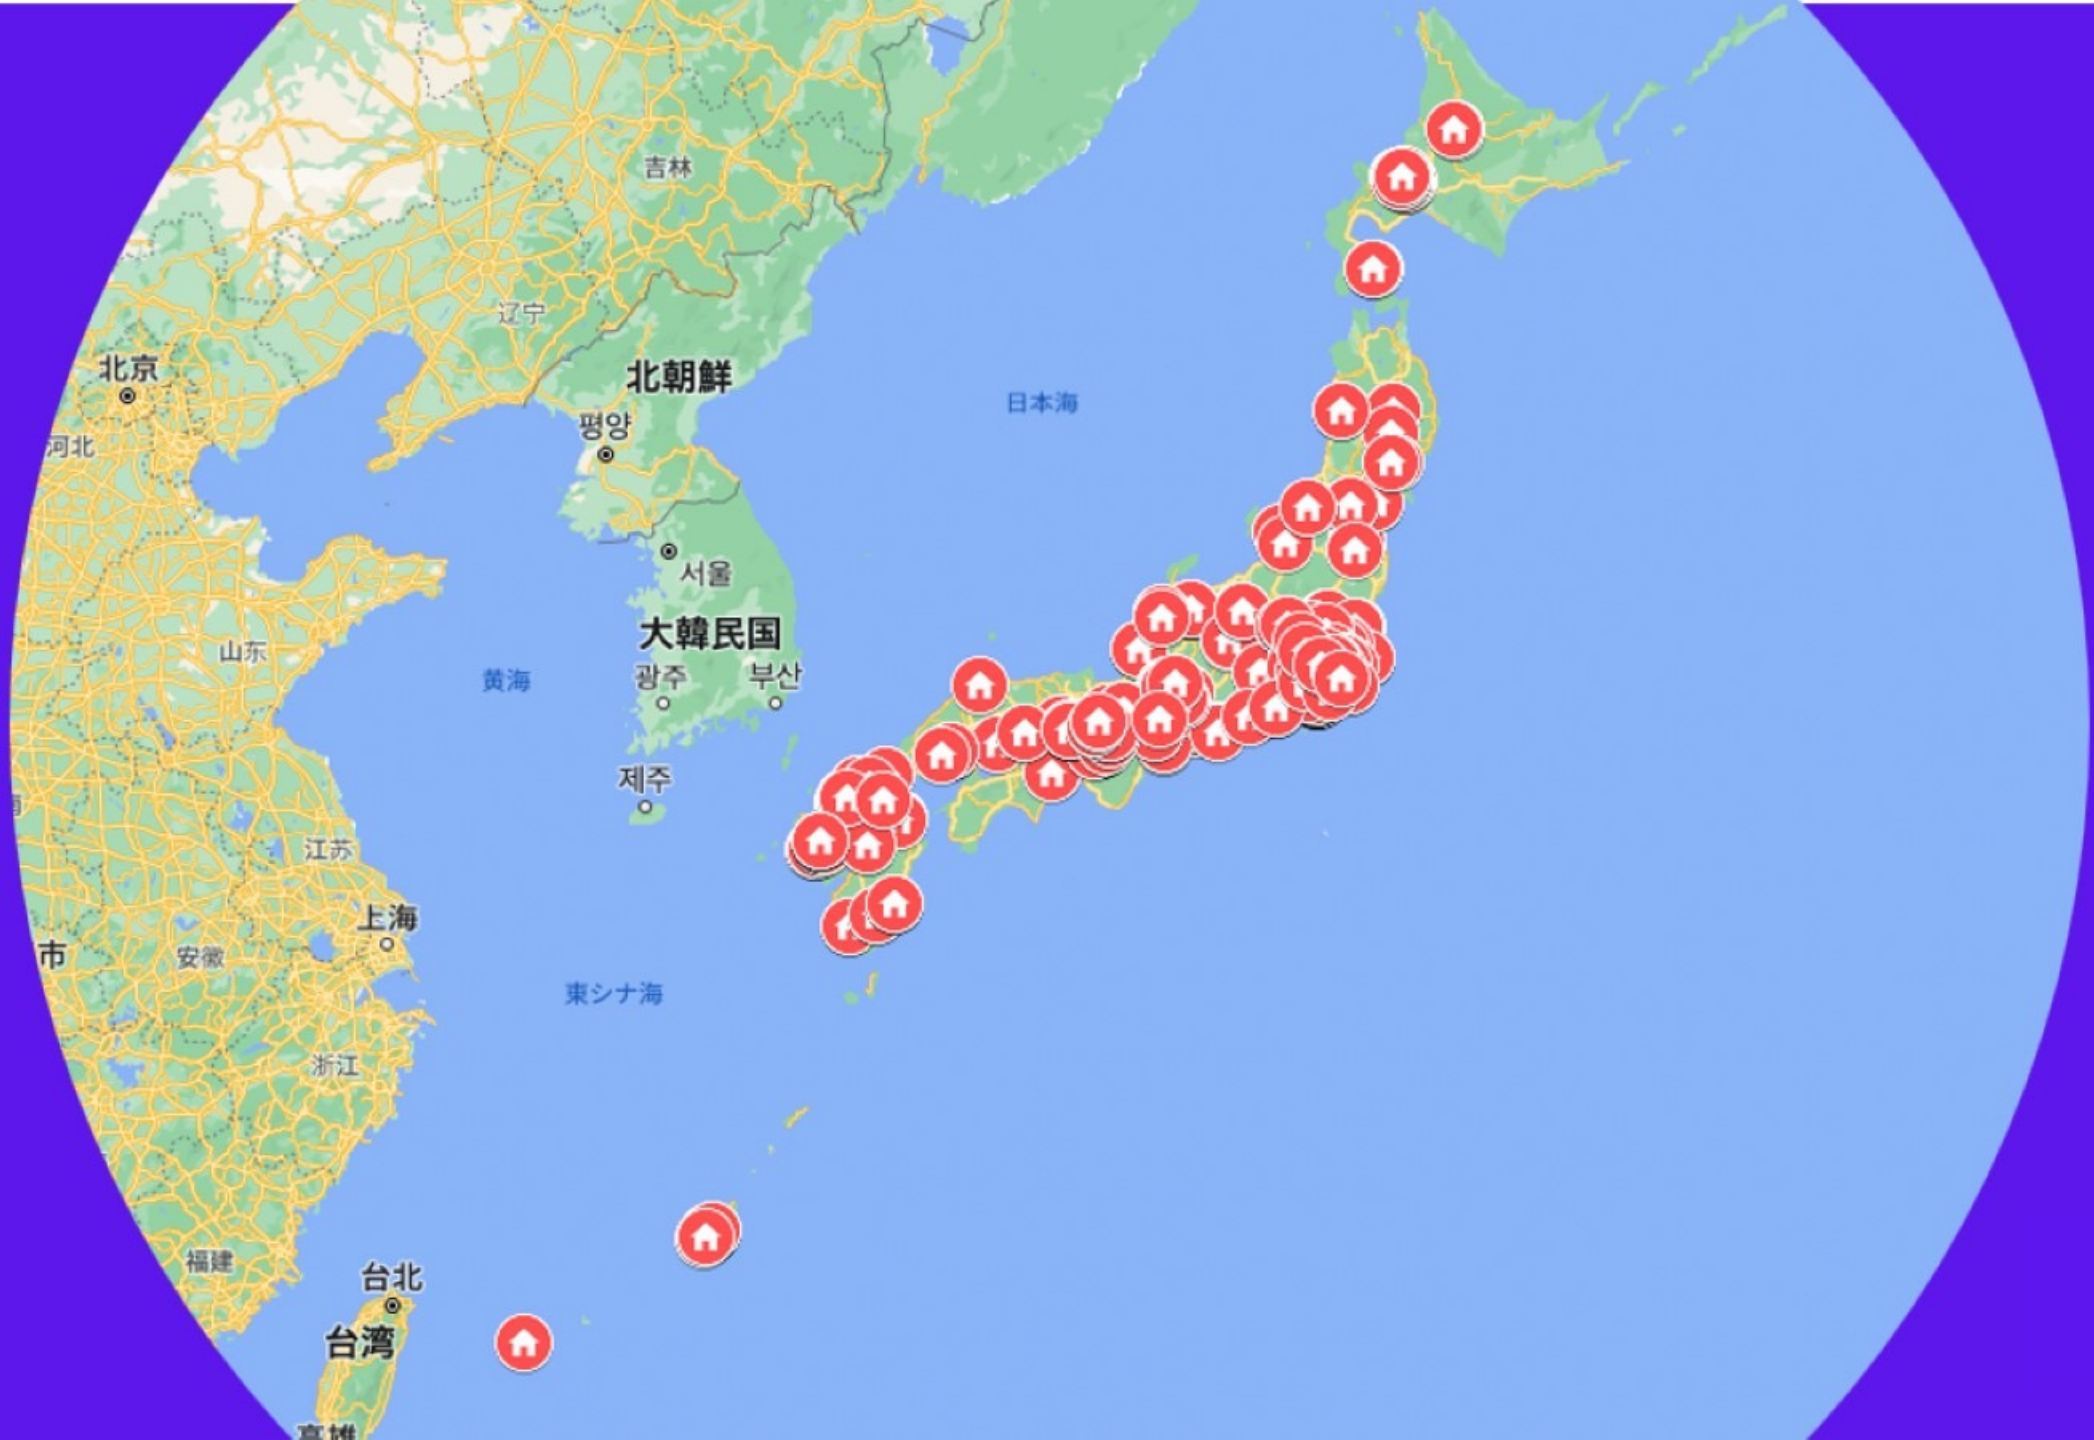 吉林
辽宁
北京
北朝鮮
日本海
평양
河北
서울
大韓民国
山东
黄海
광주
부산
제주
江苏
上海
市
安徽
東シナ海
浙江
福建
台北
台湾
高雄